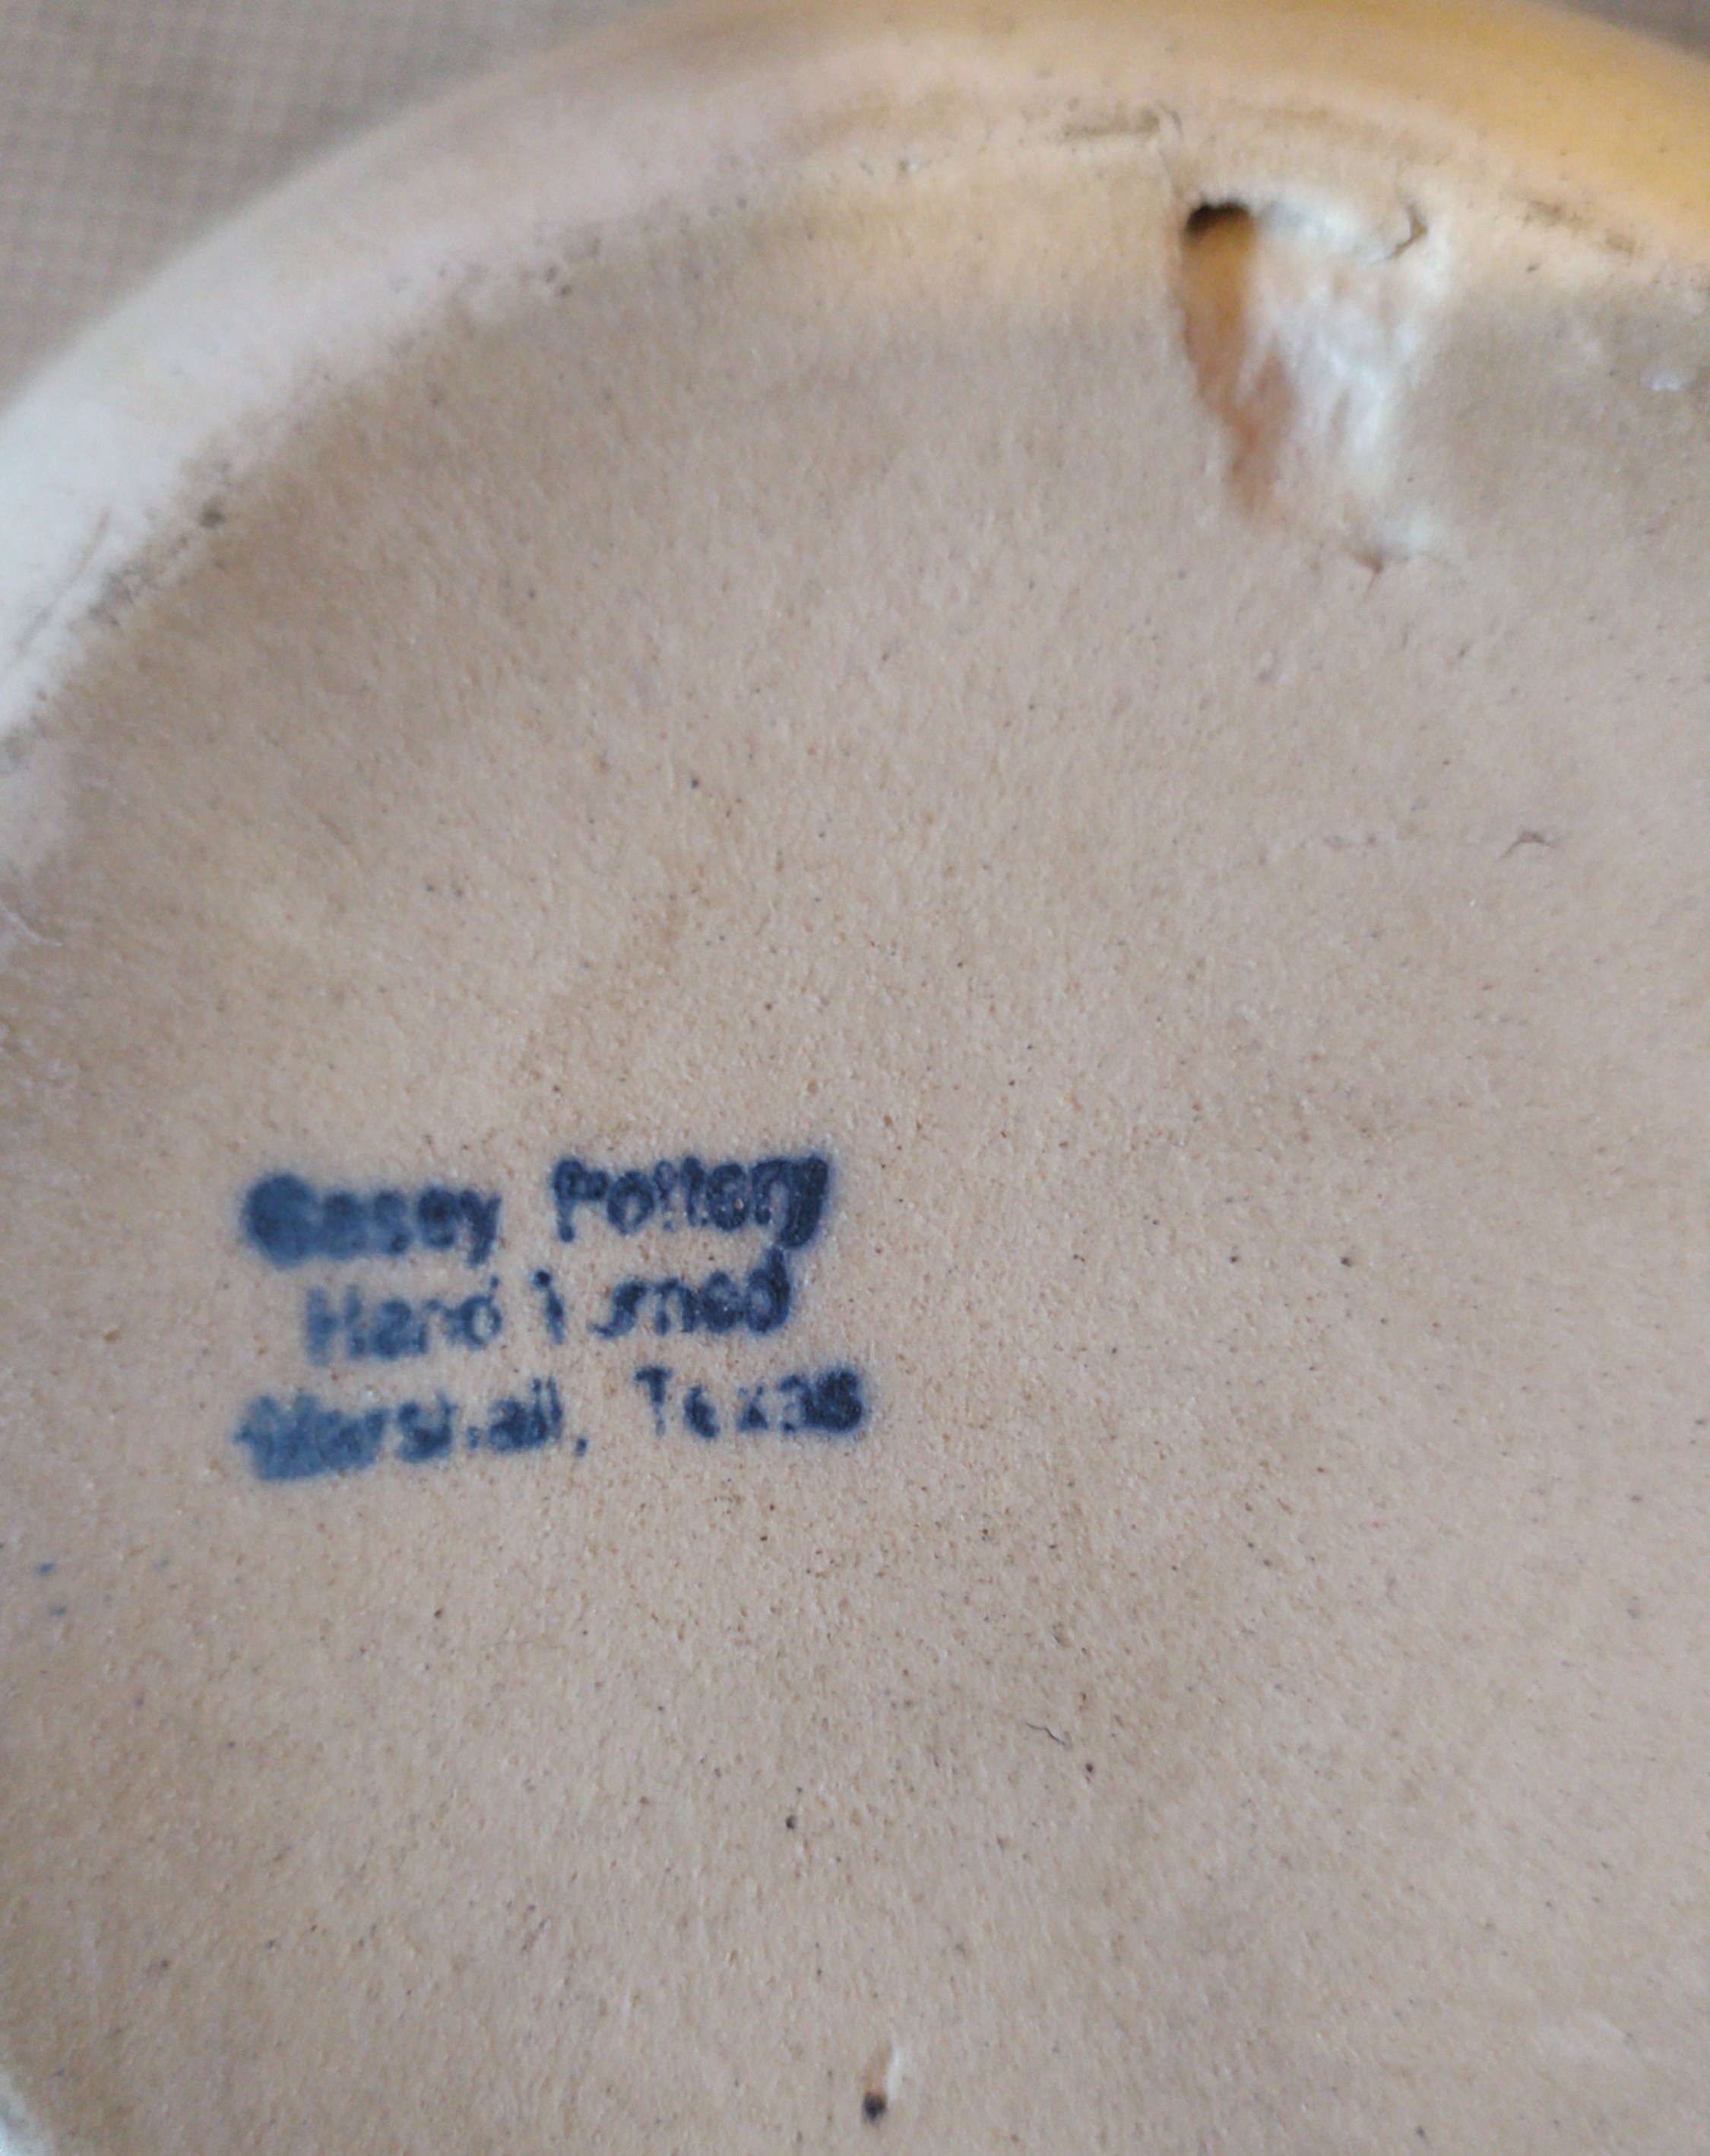 Casey Pottery
Hand Turned
Marshall, Texas